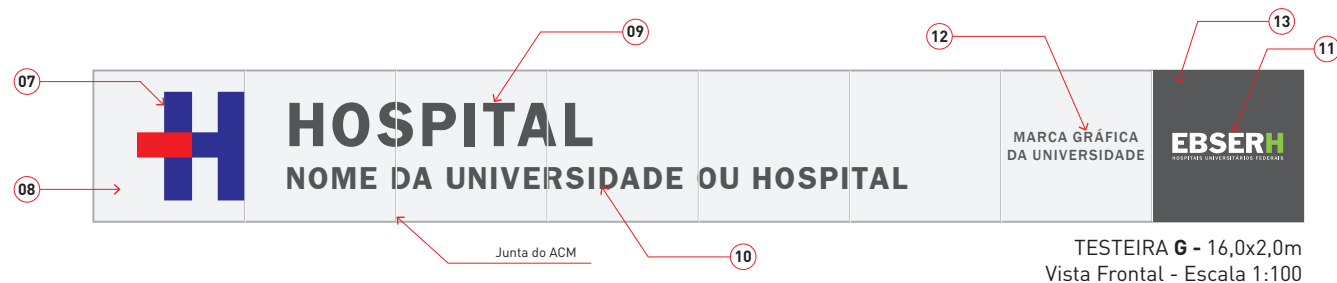 09
12
13
07
11
HOSPITAL
MARCA GRÁFICA
DA UNIVERSIDADE
EBSERH
HOSPITAIS UNIVERSITÁRIOS FEDERAIS
08
NOME DA UNIVERSIDADE OU HOSPITAL
Junta do ACM
10
TESTEIRA G - 16,0x2,0m
Vista Frontal - Escala 1:100